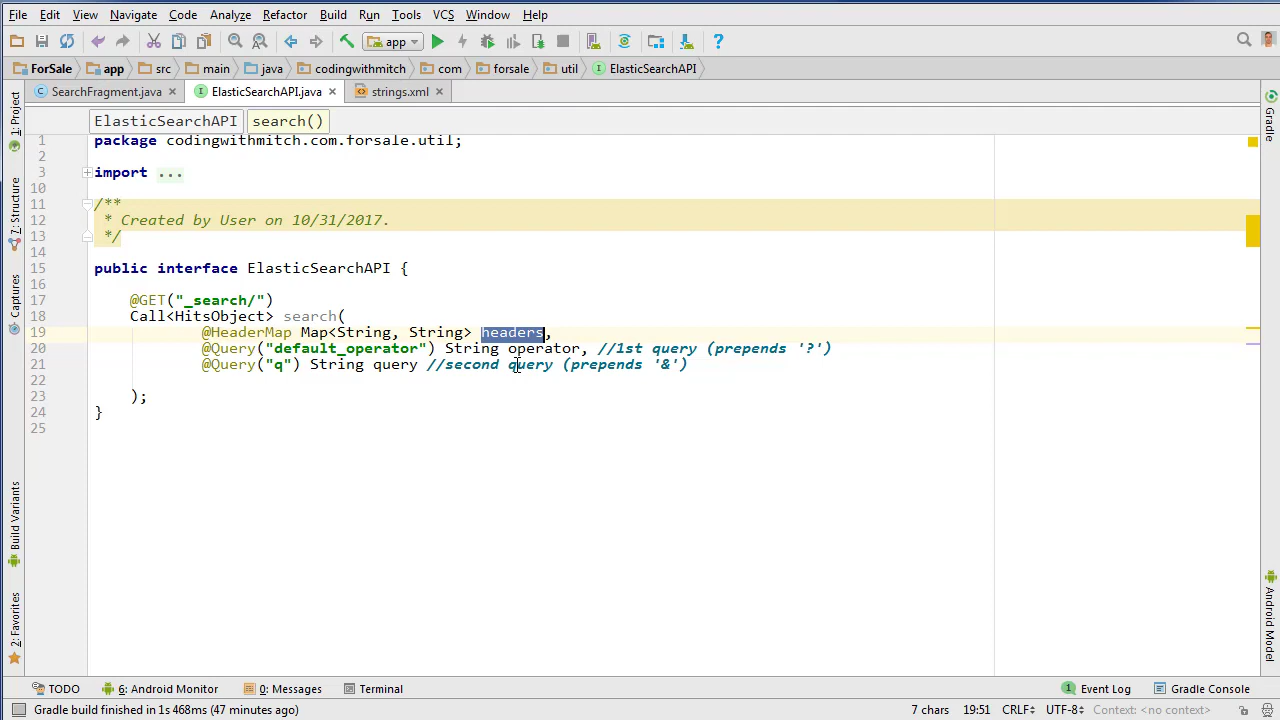 File Edit View Navigate Code Analyze Refactor Build Run Tools VCS Window Help
app
ForSale app src main java codingwithmitch com forsale util ElasticSearchAPI
SearchFragment.java ElasticSearchAPI.java strings.xml
ElasticSearchAPI search()
1 package codingwithmitch.com.forsale.util;
2
3 import ...
10
11 /**
12 * Created by User on 10/31/2017.
13 */
14
15 public interface ElasticSearchAPI {
16
17 @GET("_search/")
18 Call<HitsObject> search(
19 @HeaderMap Map<String, String> headers,
20 @Query("default_operator") String operator, //1st query (prepends '?')
21 @Query("q") String query //second query (prepends '&')
22
23 );
24 }
25
1: Project
7: Structure
Captures
Build Variants
2: Favorites
Gradle
Android Model
TODO 6: Android Monitor 0: Messages Terminal 1 Event Log Gradle Console
Gradle build finished in 1s 468ms (47 minutes ago) 7 chars 19:51 CRLF UTF-8 Context: <no context>